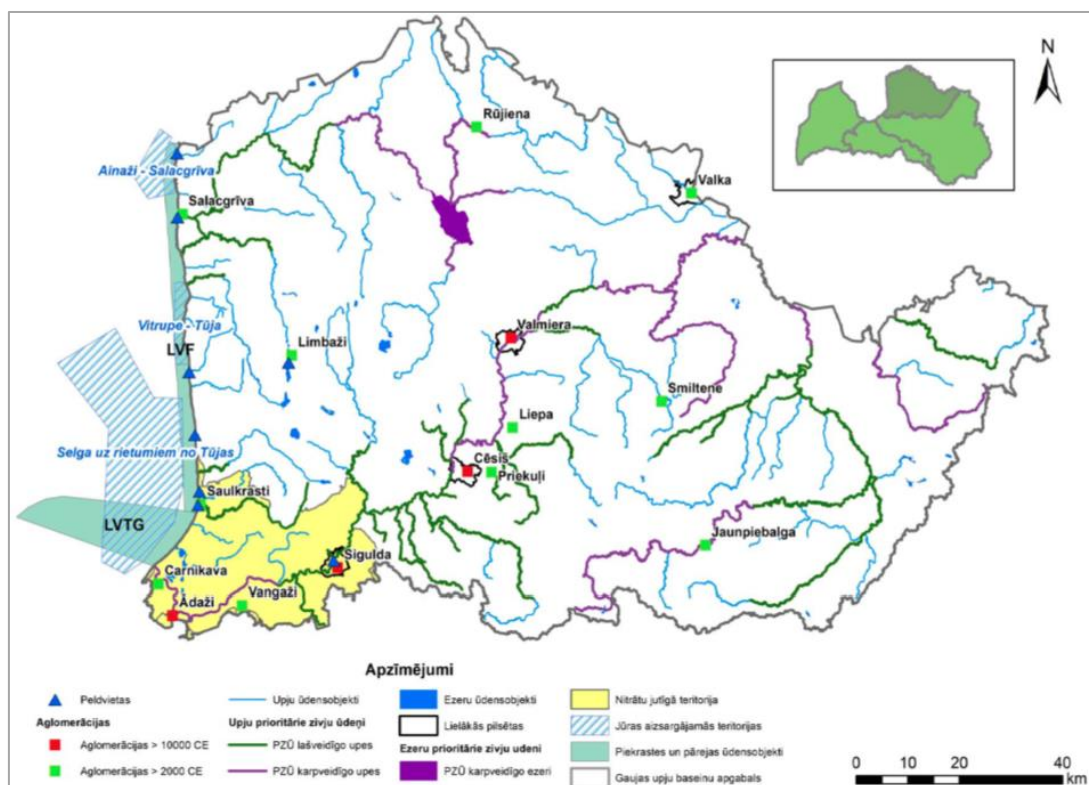 N
Rūjiena
Ainaži - Salacgrīva
Valka
Salacgrīva
Vitrupe - Tūja
LVF
Limbaži
Valmiera
Smiltene
Liepa
Selga uz rietumiem no Tūjas
Cēsis
Priekuļi
Saulkrasti
LVTG
Jaunpiebalga
Sigulda
Carnikava
Vangaži
Ādaži
Apzīmējumi
Peldvietas
Aglomerācijas
Aglomerācijas > 10000 CE
Aglomerācijas > 2000 CE
Upju ūdensobjekti
Upju prioritārie zivju ūdeņi
PZŪ lašveidīgo upes
PZŪ karpveidīgo upes
Ezeru ūdensobjekti
Lielākās pilsētas
Ezeru prioritārie zivju udeni
PZŪ karpveidīgo ezeri
Nitrātu jutīgā teritorija
Jūras aizsargājamās teritorijas
Piekrastes un pārejas ūdensobjekti
Gaujas upju baseinu apgabals
0 10 20 40
km